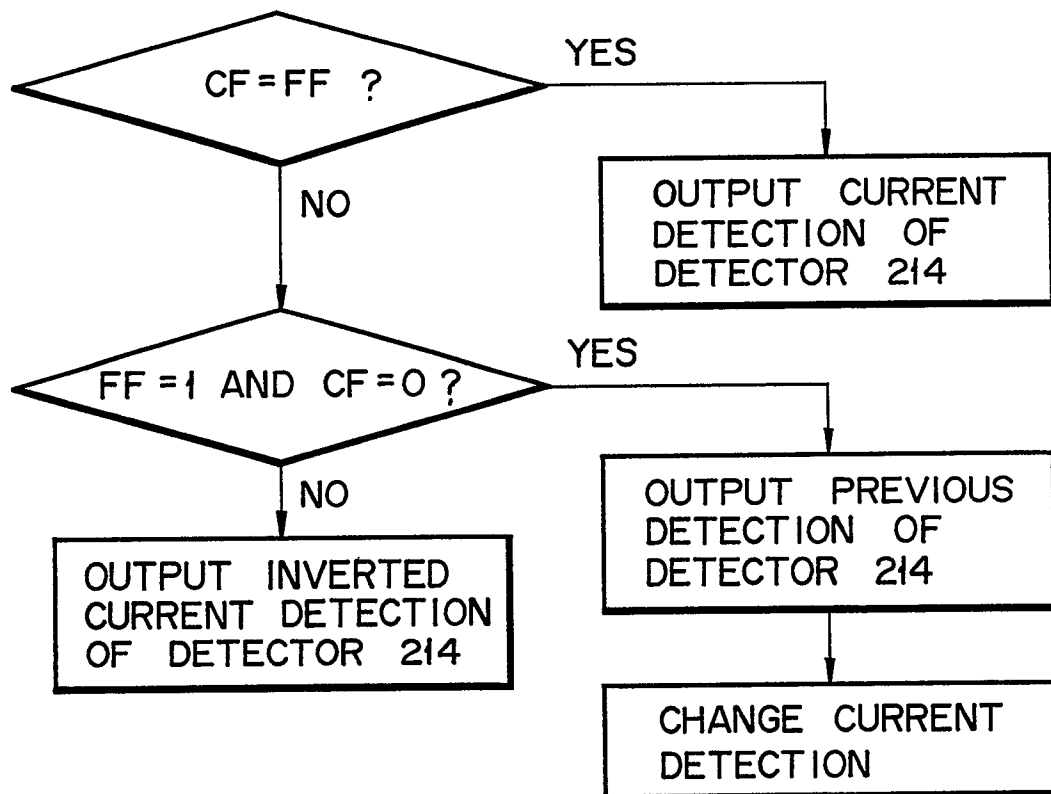 CF=FF ?
YES
OUTPUT CURRENT
DETECTION OF
DETECTOR 214
NO
FF=1 AND CF=0?
YES
OUTPUT PREVIOUS
DETECTION OF
DETECTOR 214
NO
OUTPUT INVERTED
CURRENT DETECTION
OF DETECTOR 214
CHANGE CURRENT
DETECTION